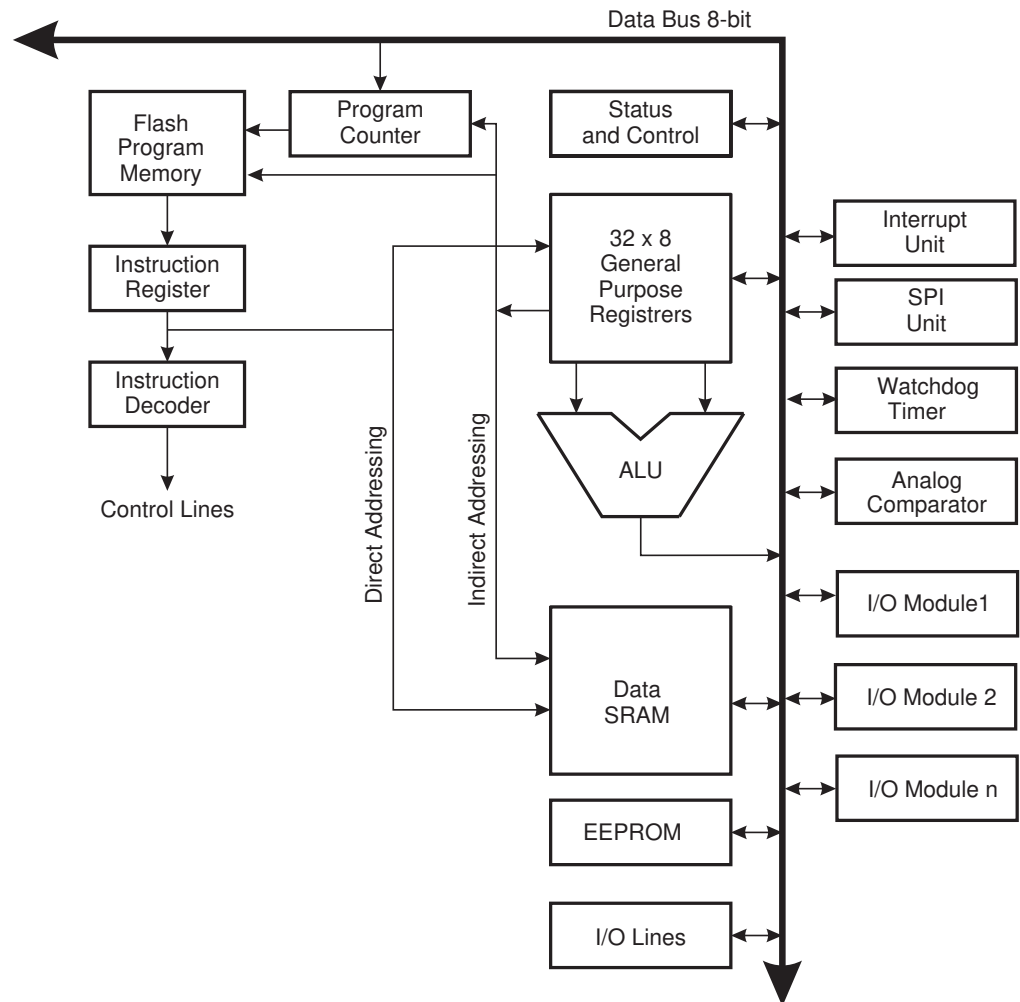 Data Bus 8-bit
Flash
Program
Memory
Program
Counter
Status
and Control
32 x 8
General
Purpose
Registrers
Interrupt
Unit
Instruction
Register
SPI
Unit
Instruction
Decoder
Watchdog
Timer
ALU
Analog
Comparator
Control Lines
Direct Addressing
Indirect Addressing
I/O Module1
Data
SRAM
I/O Module 2
I/O Module n
EEPROM
I/O Lines